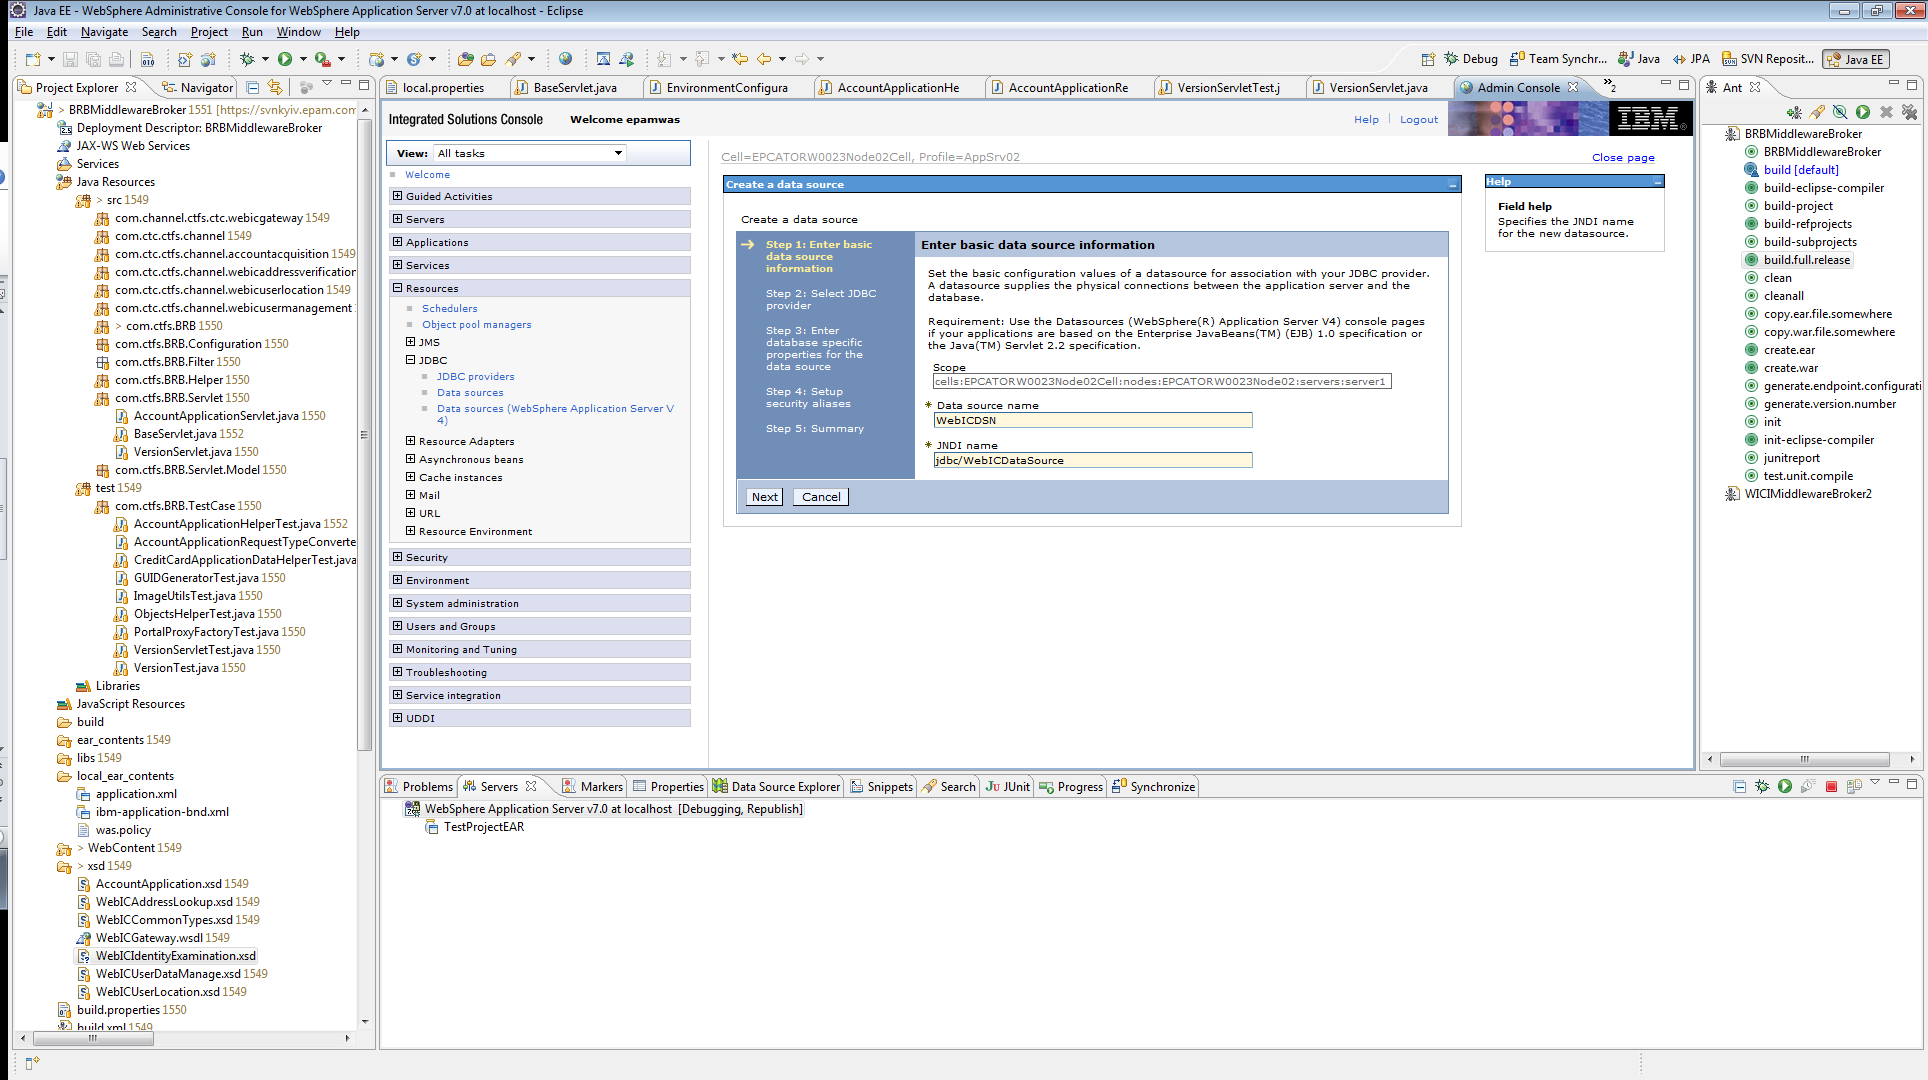 Java EE - WebSphere Administrative Console for WebSphere Application Server v7.0 at localhost - Eclipse
File Edit Navigate Search Project Run Window Help
Debug Team Synchr... Java JPA SVN Reposit... Java EE
Project Explorer Navigator
> BRBMiddlewareBroker 1551 [https://svnkyiv.epam.com
Deployment Descriptor: BRBMiddlewareBroker
JAX-WS Web Services
Services
Java Resources
> src 1549
com.channel.ctfs.ctc.webicgateway 1549
com.ctc.ctfs.channel 1549
com.ctc.ctfs.channel.accountacquisition 1549
com.ctc.ctfs.channel.webicaddressverification
com.ctc.ctfs.channel.webicuserlocation 1549
com.ctc.ctfs.channel.webicusermanagement
> com.ctfs.BRB 1550
com.ctfs.BRB.Configuration 1550
com.ctfs.BRB.Filter 1550
com.ctfs.BRB.Helper 1550
com.ctfs.BRB.Servlet 1550
AccountApplicationServlet.java 1550
BaseServlet.java 1552
VersionServlet.java 1550
com.ctfs.BRB.Servlet.Model 1550
test 1549
com.ctfs.BRB.TestCase 1550
AccountApplicationHelperTest.java 1552
AccountApplicationRequestTypeConverte
CreditCardApplicationDataHelperTest.java
GUIDGeneratorTest.java 1550
ImageUtilsTest.java 1550
ObjectsHelperTest.java 1550
PortalProxyFactoryTest.java 1550
VersionServletTest.java 1550
VersionTest.java 1550
Libraries
JavaScript Resources
build
ear_contents 1549
libs 1549
local_ear_contents
application.xml
ibm-application-bnd.xml
was.policy
> WebContent 1549
> xsd 1549
AccountApplication.xsd 1549
WebICAddressLookup.xsd 1549
WebICCommonTypes.xsd 1549
WebICGateway.wsdl 1549
WebICIdentityExamination.xsd
WebICUserDataManage.xsd 1549
WebICUserLocation.xsd 1549
build.properties 1550
build.xml 1549
local.properties BaseServlet.java EnvironmentConfigura AccountApplicationHe AccountApplicationRe VersionServletTest.j VersionServlet.java Admin Console »2
Integrated Solutions Console Welcome epamwas Help Logout IBM®
View: All tasks
Welcome
Guided Activities
Servers
Applications
Services
Resources
Schedulers
Object pool managers
JMS
JDBC
JDBC providers
Data sources
Data sources (WebSphere Application Server V
4)
Resource Adapters
Asynchronous beans
Cache instances
Mail
URL
Resource Environment
Security
Environment
System administration
Users and Groups
Monitoring and Tuning
Troubleshooting
Service integration
UDDI
Cell=EPCATORW0023Node02Cell, Profile=AppSrv02 Close page
Create a data source
Create a data source
Step 1: Enter basic
data source
information
Step 2: Select JDBC
provider
Step 3: Enter
database specific
properties for the
data source
Step 4: Setup
security aliases
Step 5: Summary
Enter basic data source information
Set the basic configuration values of a datasource for association with your JDBC provider.
A datasource supplies the physical connections between the application server and the
database.
Requirement: Use the Datasources (WebSphere(R) Application Server V4) console pages
if your applications are based on the Enterprise JavaBeans(TM) (EJB) 1.0 specification or
the Java(TM) Servlet 2.2 specification.
Scope
cells:EPCATORW0023Node02Cell:nodes:EPCATORW0023Node02:servers:server1
* Data source name
WebICDSN
* JNDI name
jdbc/WebICDataSource
Next Cancel
Help
Field help
Specifies the JNDI name
for the new datasource.
Ant
BRBMiddlewareBroker
BRBMiddlewareBroker
build [default]
build-eclipse-compiler
build-project
build-refprojects
build-subprojects
build.full.release
clean
cleanall
copy.ear.file.somewhere
copy.war.file.somewhere
create.ear
create.war
generate.endpoint.configurati
generate.version.number
init
init-eclipse-compiler
junitreport
test.unit.compile
WICIMiddlewareBroker2
Problems Servers Markers Properties Data Source Explorer Snippets Search JUnit Progress Synchronize
WebSphere Application Server v7.0 at localhost [Debugging, Republish]
TestProjectEAR